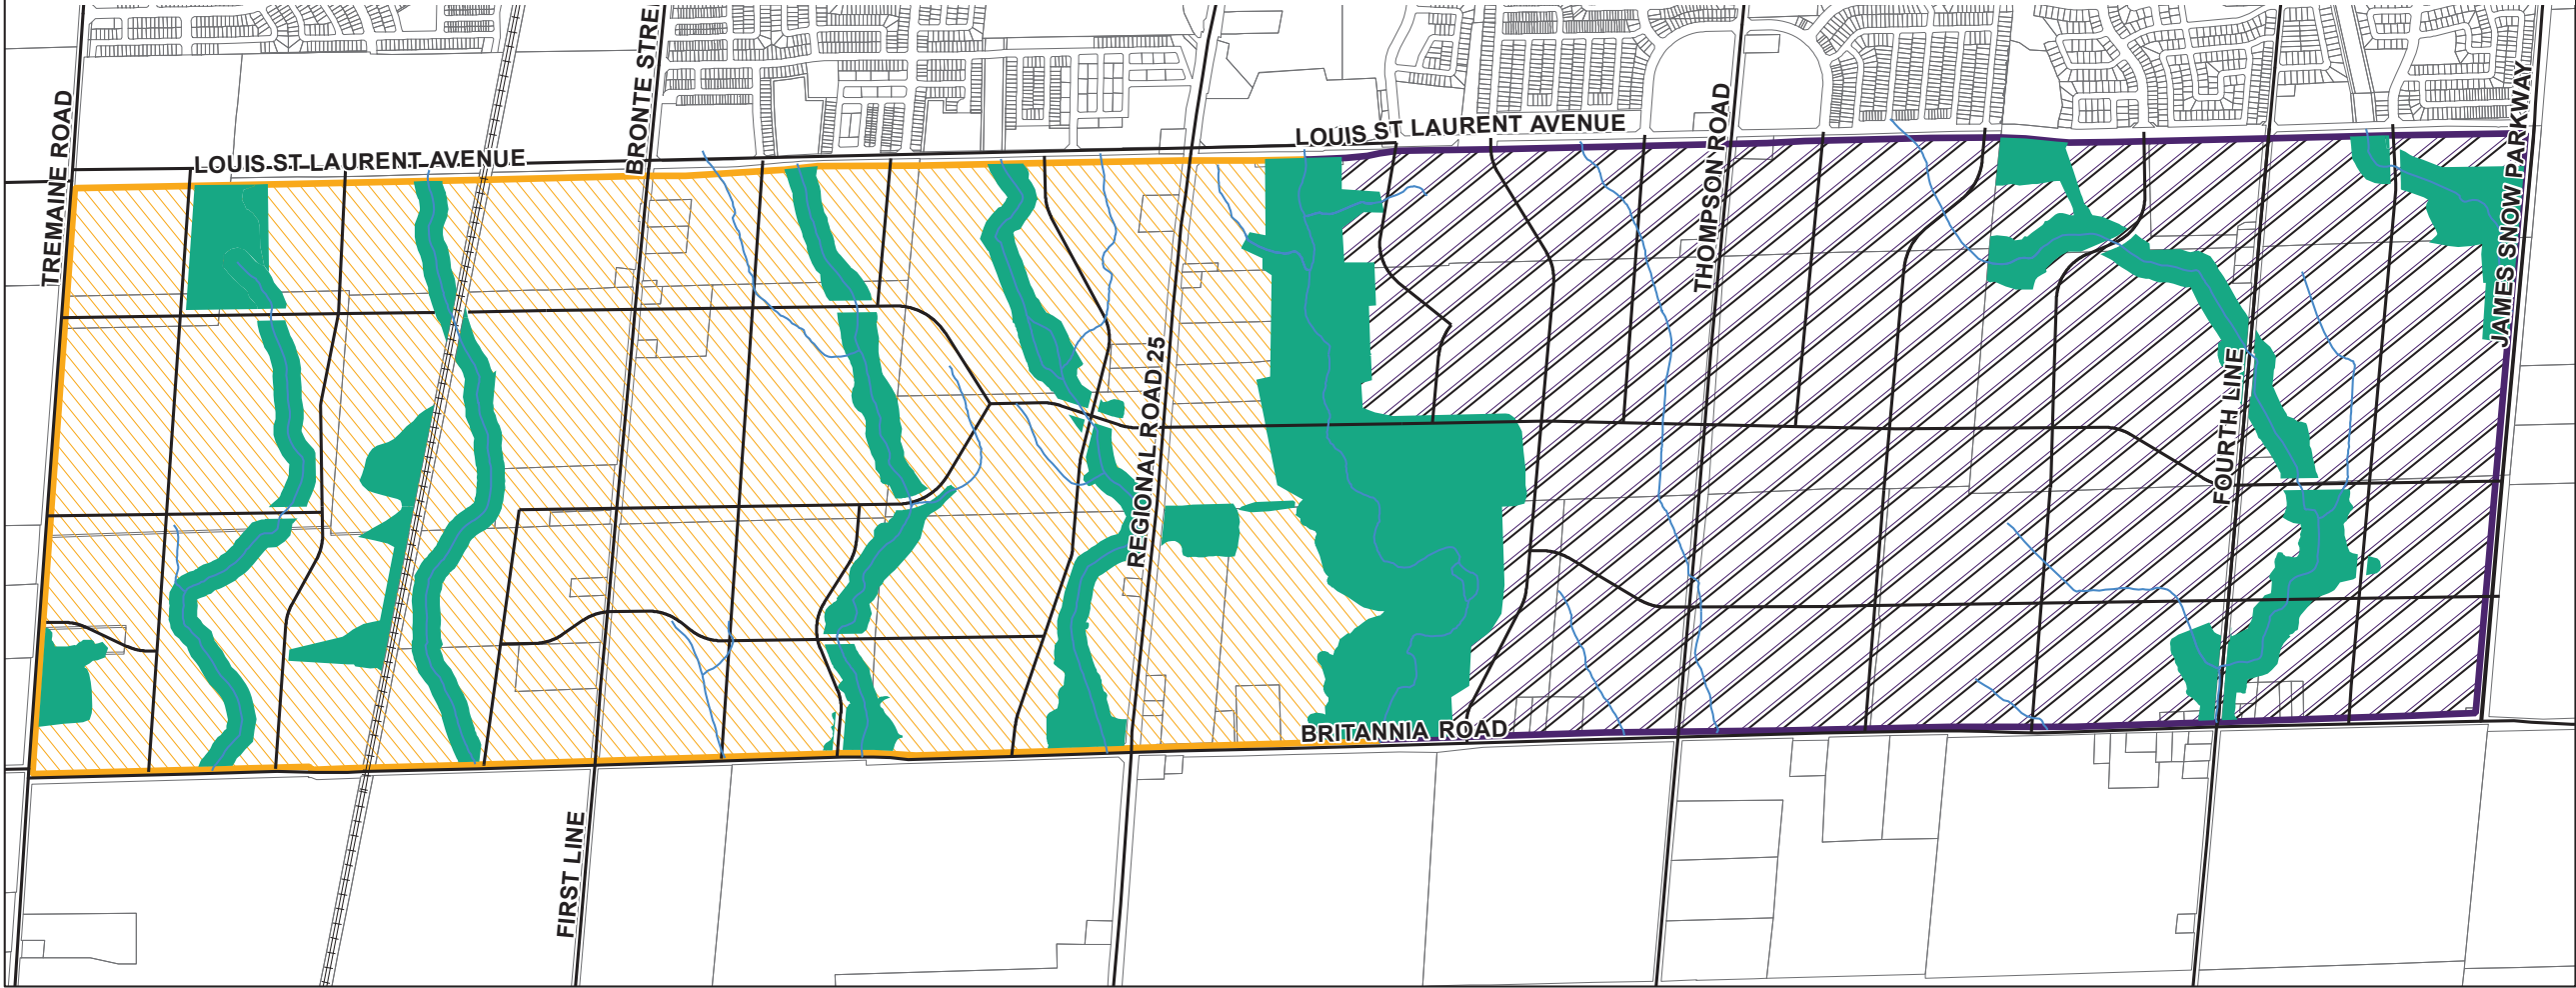 TREMAINE ROAD
LOUIS ST LAURENT AVENUE
BRONTE STRE
LOUIS ST LAURENT AVENUE
THOMPSON ROAD
JAMES SNOW PARKWAY
REGIONAL ROAD 25
FOURTH LINE
BRITANNIA ROAD
FIRST LINE